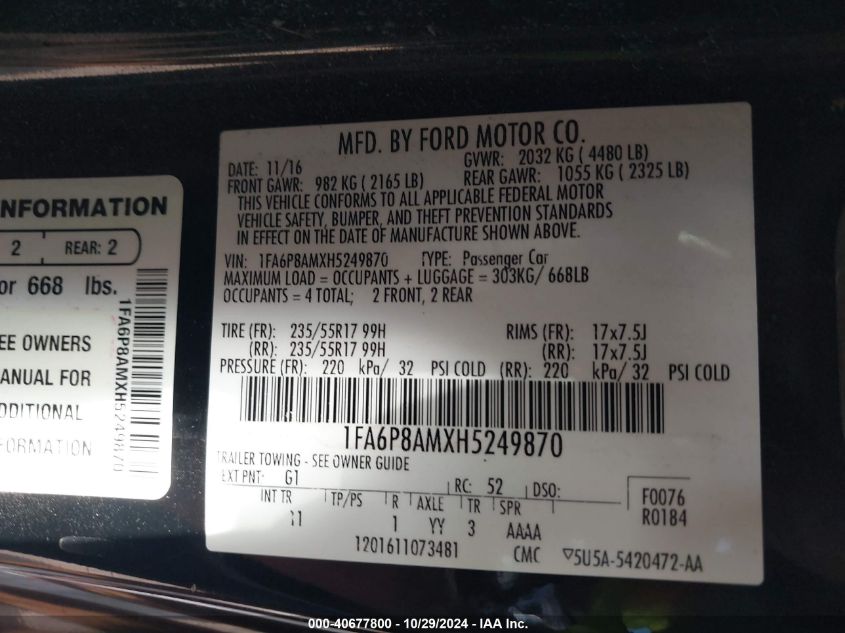 NFORMATION
2 REAR: 2
or 668 lbs.
EE OWNERS
ANUAL FOR
DDITIONAL
FORMATION
1FA6P8AMXH5249870
MFD. BY FORD MOTOR CO.
DATE: 11/16 GVWR: 2032 KG ( 4480 LB)
FRONT GAWR: 982 KG ( 2165 LB) REAR GAWR: 1055 KG ( 2325 LB)
THIS VEHICLE CONFORMS TO ALL APPLICABLE FEDERAL MOTOR
VEHICLE SAFETY, BUMPER, AND THEFT PREVENTION STANDARDS
IN EFFECT ON THE DATE OF MANUFACTURE SHOWN ABOVE.
VIN: 1FA6P8AMXH5249870 TYPE: Passenger Car
MAXIMUM LOAD = OCCUPANTS + LUGGAGE = 303KG/ 668LB
OCCUPANTS = 4 TOTAL; 2 FRONT, 2 REAR
TIRE (FR): 235/55R17 99H RIMS (FR): 17x7.5J
(RR): 235/55R17 99H (RR): 17x7.5J
PRESSURE (FR): 220 kPa/ 32 PSI COLD (RR): 220 kPa/ 32 PSI COLD
1FA6P8AMXH5249870
TRAILER TOWING - SEE OWNER GUIDE
EXT PNT: G1 RC: 52 DSO: F0076
INT TR TP/PS R AXLE TR SPR R0184
11 1 YY 3 AAAA
1201611073481 CMC ▽5U5A-5420472-AA
000-40677800 - 10/29/2024 - IAA Inc.